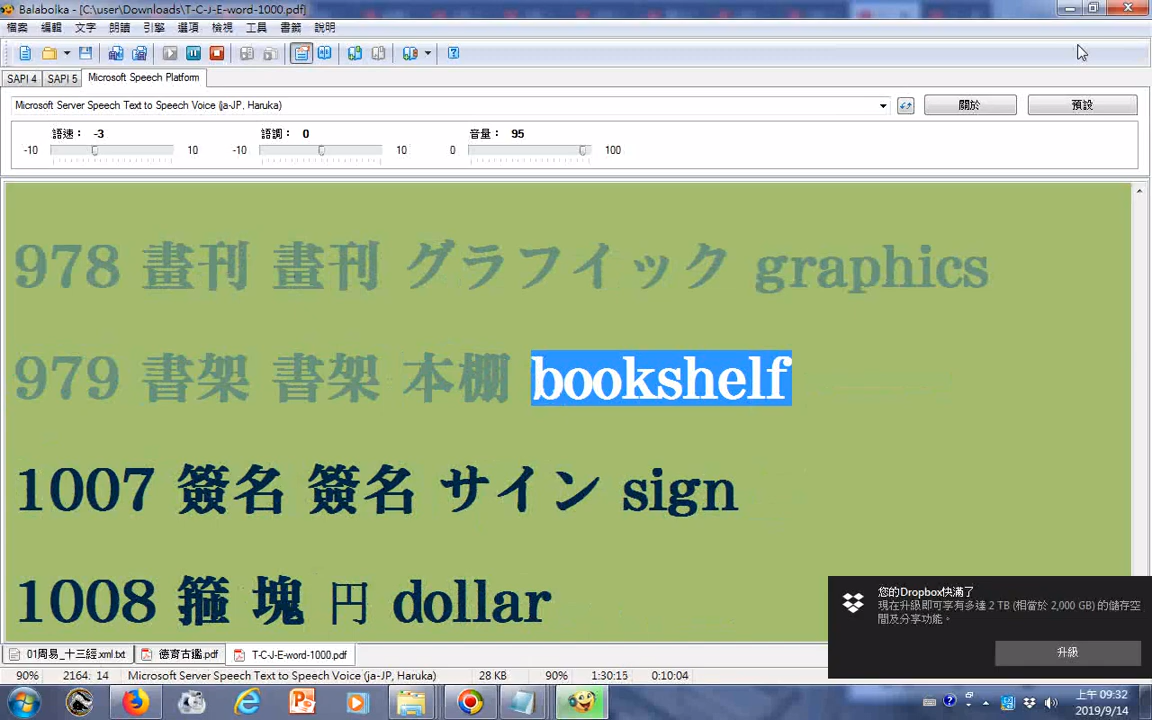 Balabolka - [C:\user\Downloads\T-C-J-E-word-1000.pdf]
檔案 編輯 文字 朗讀 引擎 選項 檢視 工具 書籤 說明
SAPI 4 SAPI 5 Microsoft Speech Platform
Microsoft Server Speech Text to Speech Voice (ja-JP, Haruka) 關於 預設
語速： -3 語調： 0 音量： 95
-10 10 -10 10 0 100
978 畫刊 畫刊 グラフイック graphics
979 書架 書架 本棚 bookshelf
1007 簽名 簽名 サイン sign
1008 箍 塊 円 dollar
您的Dropbox快滿了
現在升級即可享有多達 2 TB (相當於 2,000 GB) 的儲存空
間及分享功能。
升級
01周易_十三經.xml.txt 德育古鑑.pdf T-C-J-E-word-1000.pdf
90% 2164: 14 Microsoft Server Speech Text to Speech Voice (ja-JP, Haruka) 28 KB 90% 1:30:15 0:10:04
上午 09:32
2019/9/14